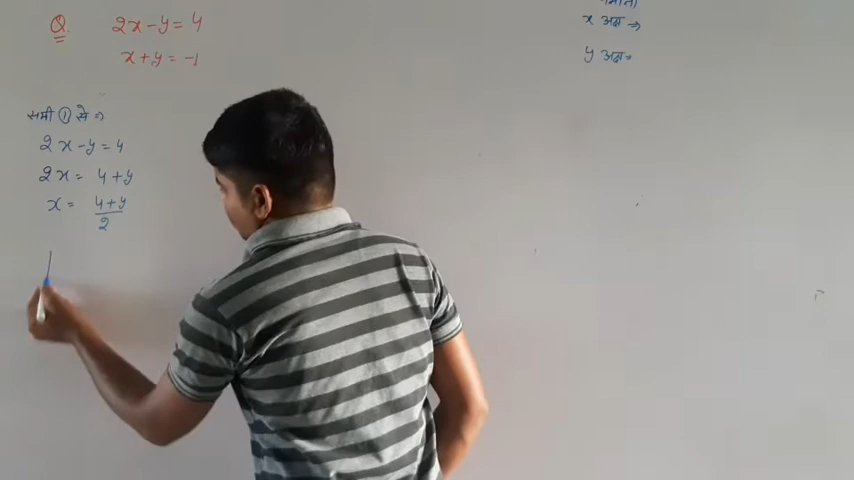 Q. 2x-y=4
x+y=-1
समी ① से ⇒
2x-y=4
2x= 4+y
x= 4+y
2
x अक्ष ⇒
y अक्ष ⇒